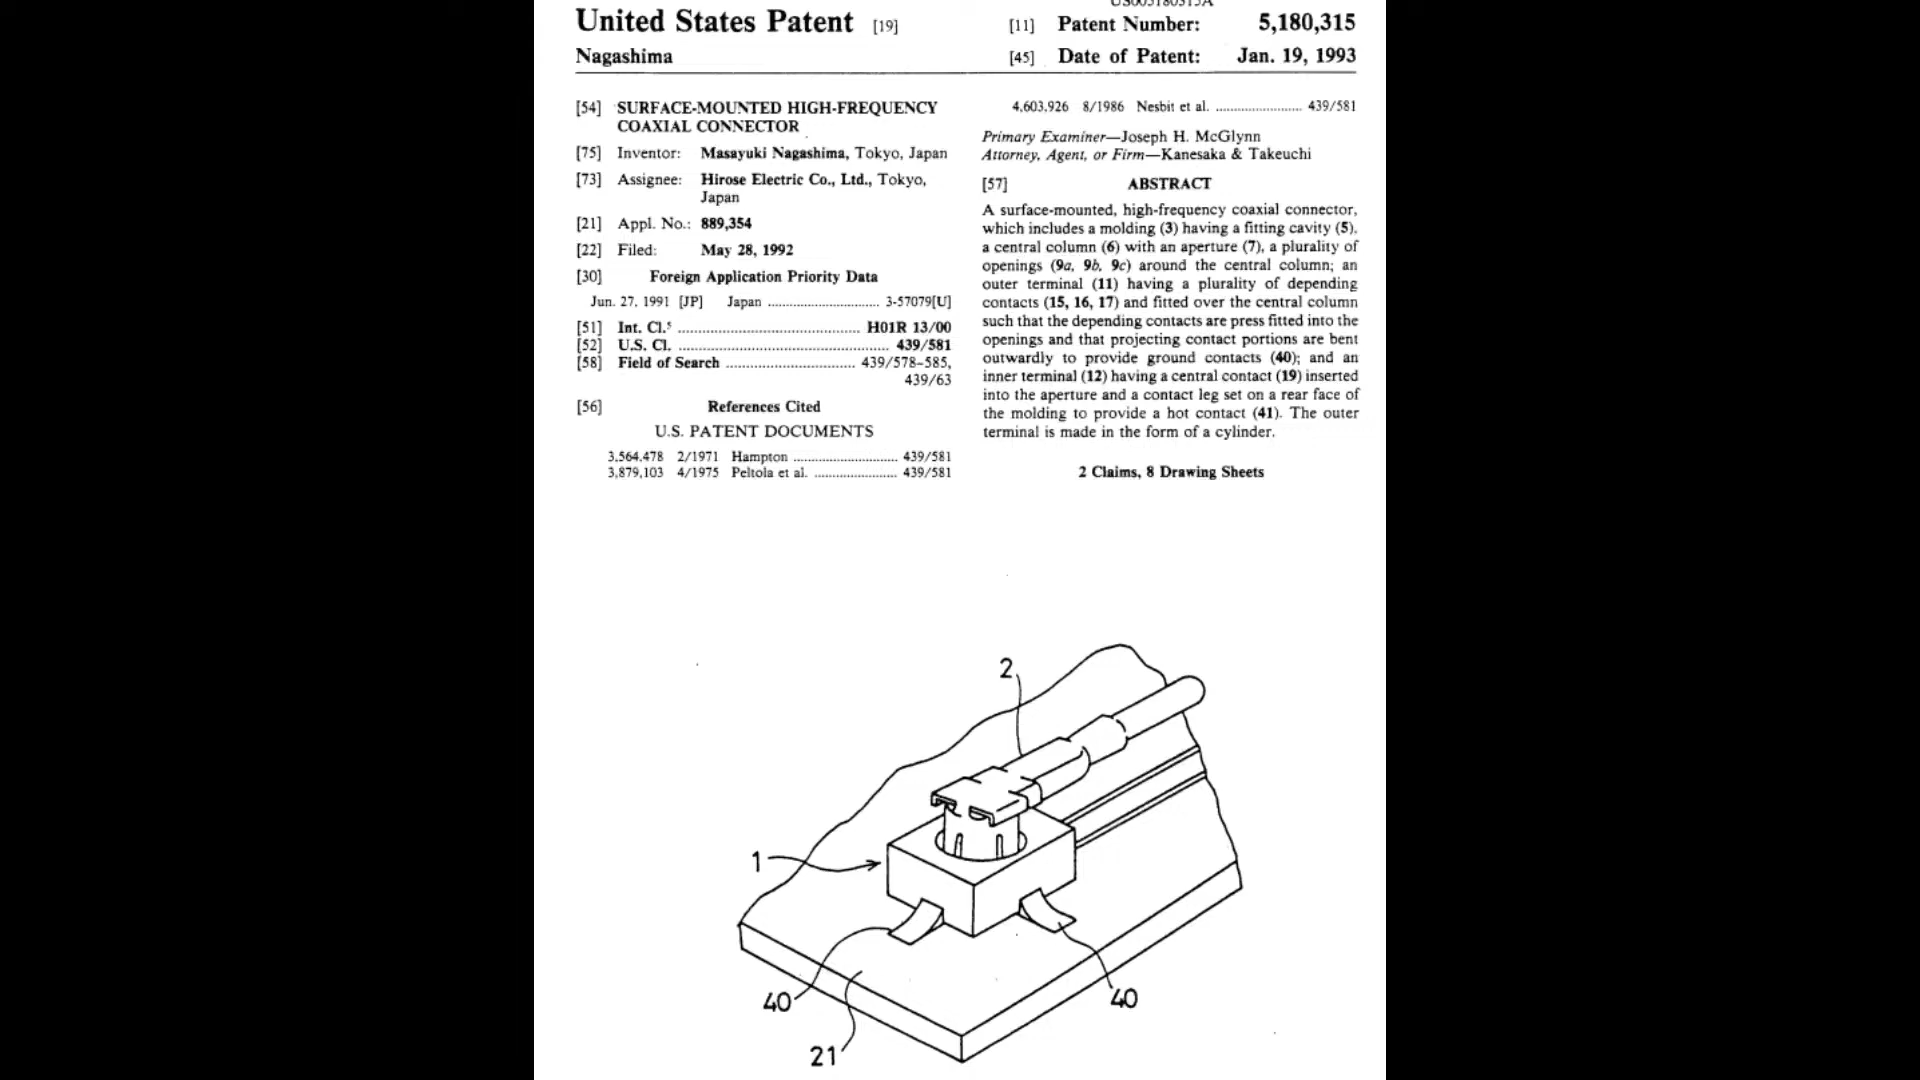 US005180315A
United States Patent [19]
Nagashima
[11] Patent Number: 5,180,315
[45] Date of Patent: Jan. 19, 1993
[54] SURFACE-MOUNTED HIGH-FREQUENCY
COAXIAL CONNECTOR
[75] Inventor: Masayuki Nagashima, Tokyo, Japan
[73] Assignee: Hirose Electric Co., Ltd., Tokyo,
Japan
[21] Appl. No.: 889,354
[22] Filed: May 28, 1992
[30] Foreign Application Priority Data
Jun. 27, 1991 [JP] Japan ................................ 3-57079[U]
[51] Int. Cl.⁵ ............................................. H01R 13/00
[52] U.S. Cl. .................................................... 439/581
[58] Field of Search ................................ 439/578-585,
439/63
[56] References Cited
U.S. PATENT DOCUMENTS
3,564,478 2/1971 Hampton ............................ 439/581
3,879,103 4/1975 Peltola et al. ...................... 439/581
4,603,926 8/1986 Nesbit et al. ........................ 439/581
Primary Examiner—Joseph H. McGlynn
Attorney, Agent, or Firm—Kanesaka & Takeuchi
[57] ABSTRACT
A surface-mounted, high-frequency coaxial connector,
which includes a molding (3) having a fitting cavity (5),
a central column (6) with an aperture (7), a plurality of
openings (9a, 9b, 9c) around the central column; an
outer terminal (11) having a plurality of depending
contacts (15, 16, 17) and fitted over the central column
such that the depending contacts are press fitted into the
openings and that projecting contact portions are bent
outwardly to provide ground contacts (40); and an
inner terminal (12) having a central contact (19) inserted
into the aperture and a contact leg set on a rear face of
the molding to provide a hot contact (41). The outer
terminal is made in the form of a cylinder.
2 Claims, 8 Drawing Sheets
2
1
40
40
21